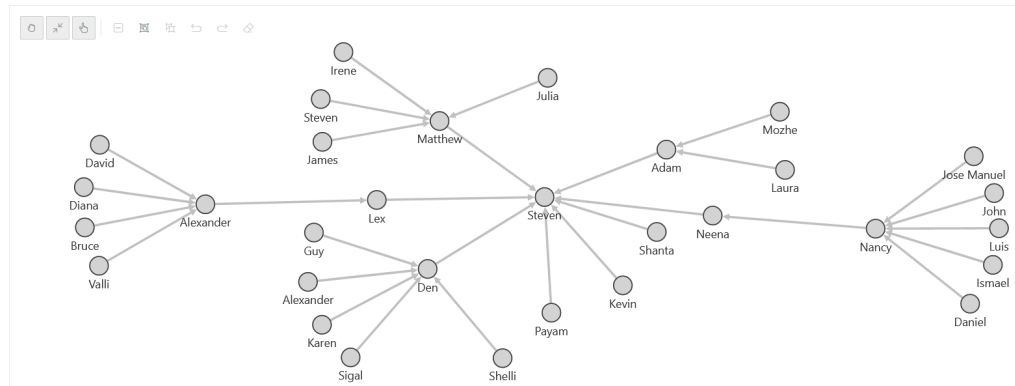 Irene
Julia
Steven
Mozhe
Matthew
James
David
Adam
Jose Manuel
Laura
Diana
John
Lex
Steven
Alexander
Neena
Bruce
Guy
Shanta
Nancy
Luis
Valli
Den
Ismael
Alexander
Kevin
Daniel
Payam
Karen
Sigal
Shelli